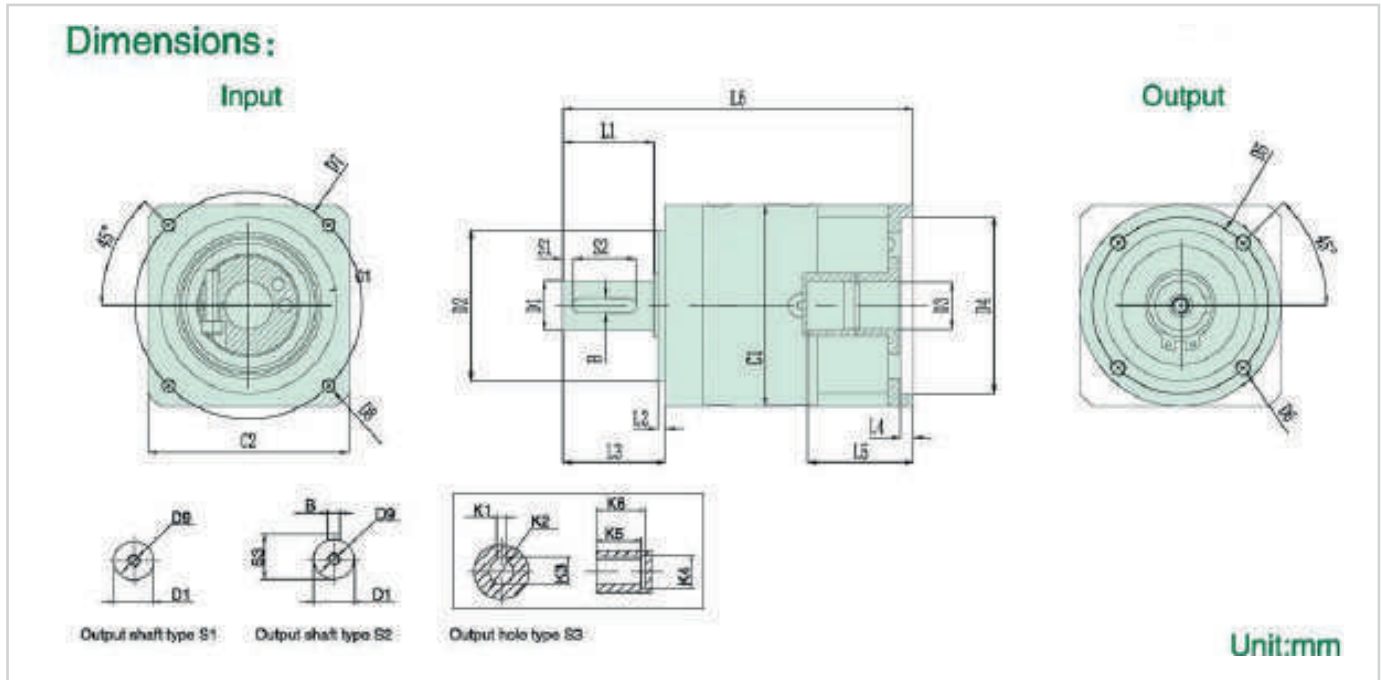 Dimensions:
Input
Output
L6
L1
D7
D5
45°
45°
S1
S2
G1
D2
D1
B
C1
D3
D4
L2
L4
L3
L5
C2
D8
D6
B
D9
K1
K2
K6
K5
S3
K3
K4
D1
D1
Output shaft type S1
Output shaft type S2
Output hole type S3
Unit:mm